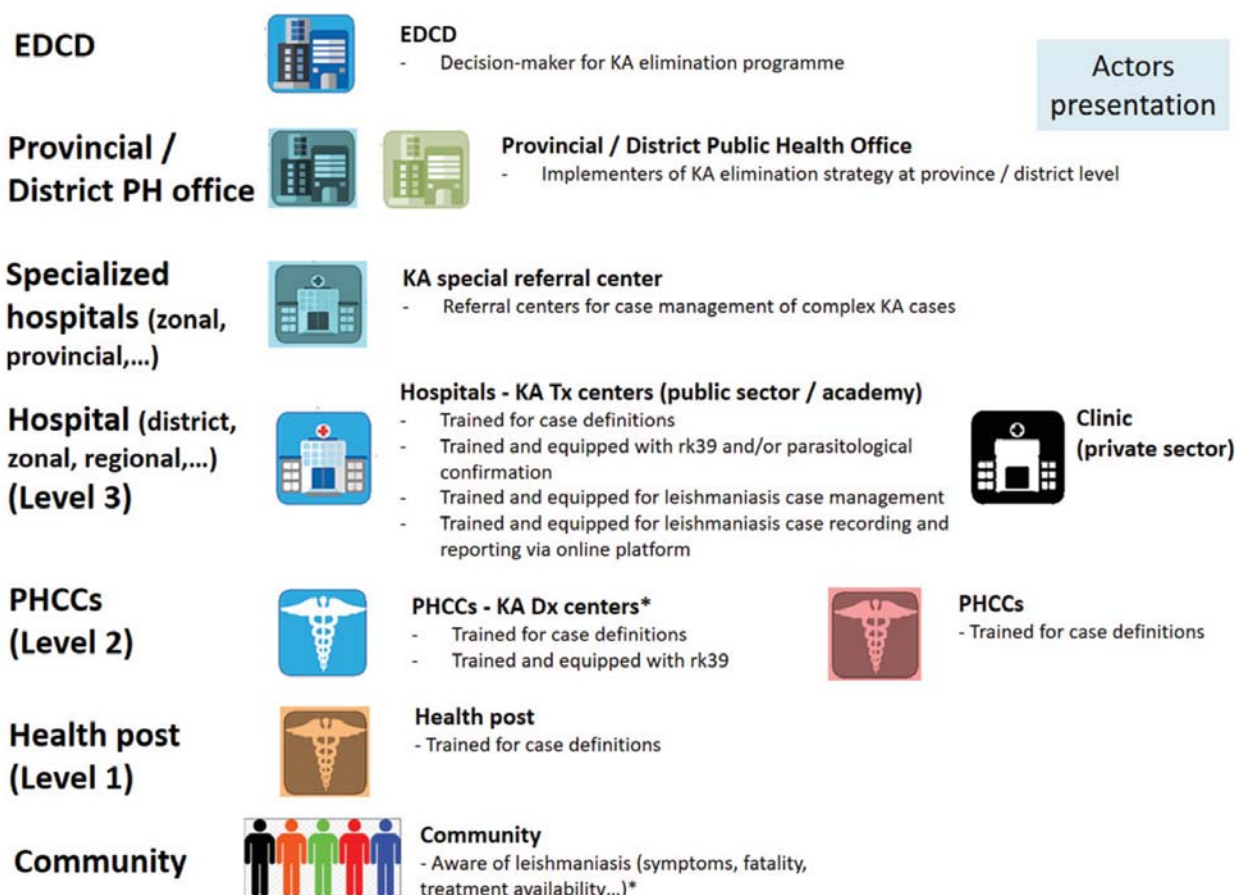 EDCD
EDCD
- Decision-maker for KA elimination programme
Actors
presentation
Provincial /
District PH office
Provincial / District Public Health Office
- Implementers of KA elimination strategy at province / district level
Specialized
hospitals (zonal,
provincial,...)
KA special referral center
- Referral centers for case management of complex KA cases
Hospital (district,
zonal, regional,...)
(Level 3)
Hospitals - KA Tx centers (public sector / academy)
- Trained for case definitions
- Trained and equipped with rk39 and/or parasitological
confirmation
- Trained and equipped for leishmaniasis case management
- Trained and equipped for leishmaniasis case recording and
reporting via online platform
Clinic
(private sector)
PHCCs
(Level 2)
PHCCs - KA Dx centers*
- Trained for case definitions
- Trained and equipped with rk39
PHCCs
- Trained for case definitions
Health post
(Level 1)
Health post
- Trained for case definitions
Community
Community
- Aware of leishmaniasis (symptoms, fatality,
treatment availability...)*